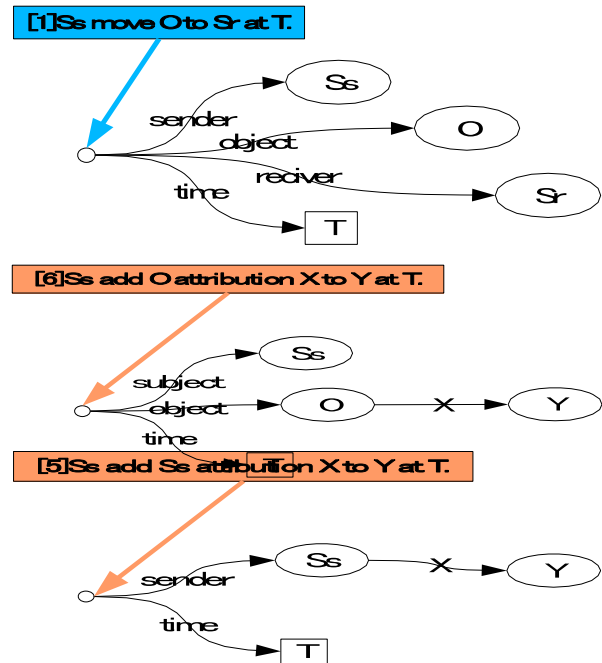 [1]Ss move O to Sr at T.
Ss
sender
O
object
reciver
Sr
time
T
[6]Ss add O attribution X to Y at T.
Ss
subject
object
O
X
Y
time
T
[5]Ss add Ss attribution X to Y at T.
Ss
X
Y
sender
time
T